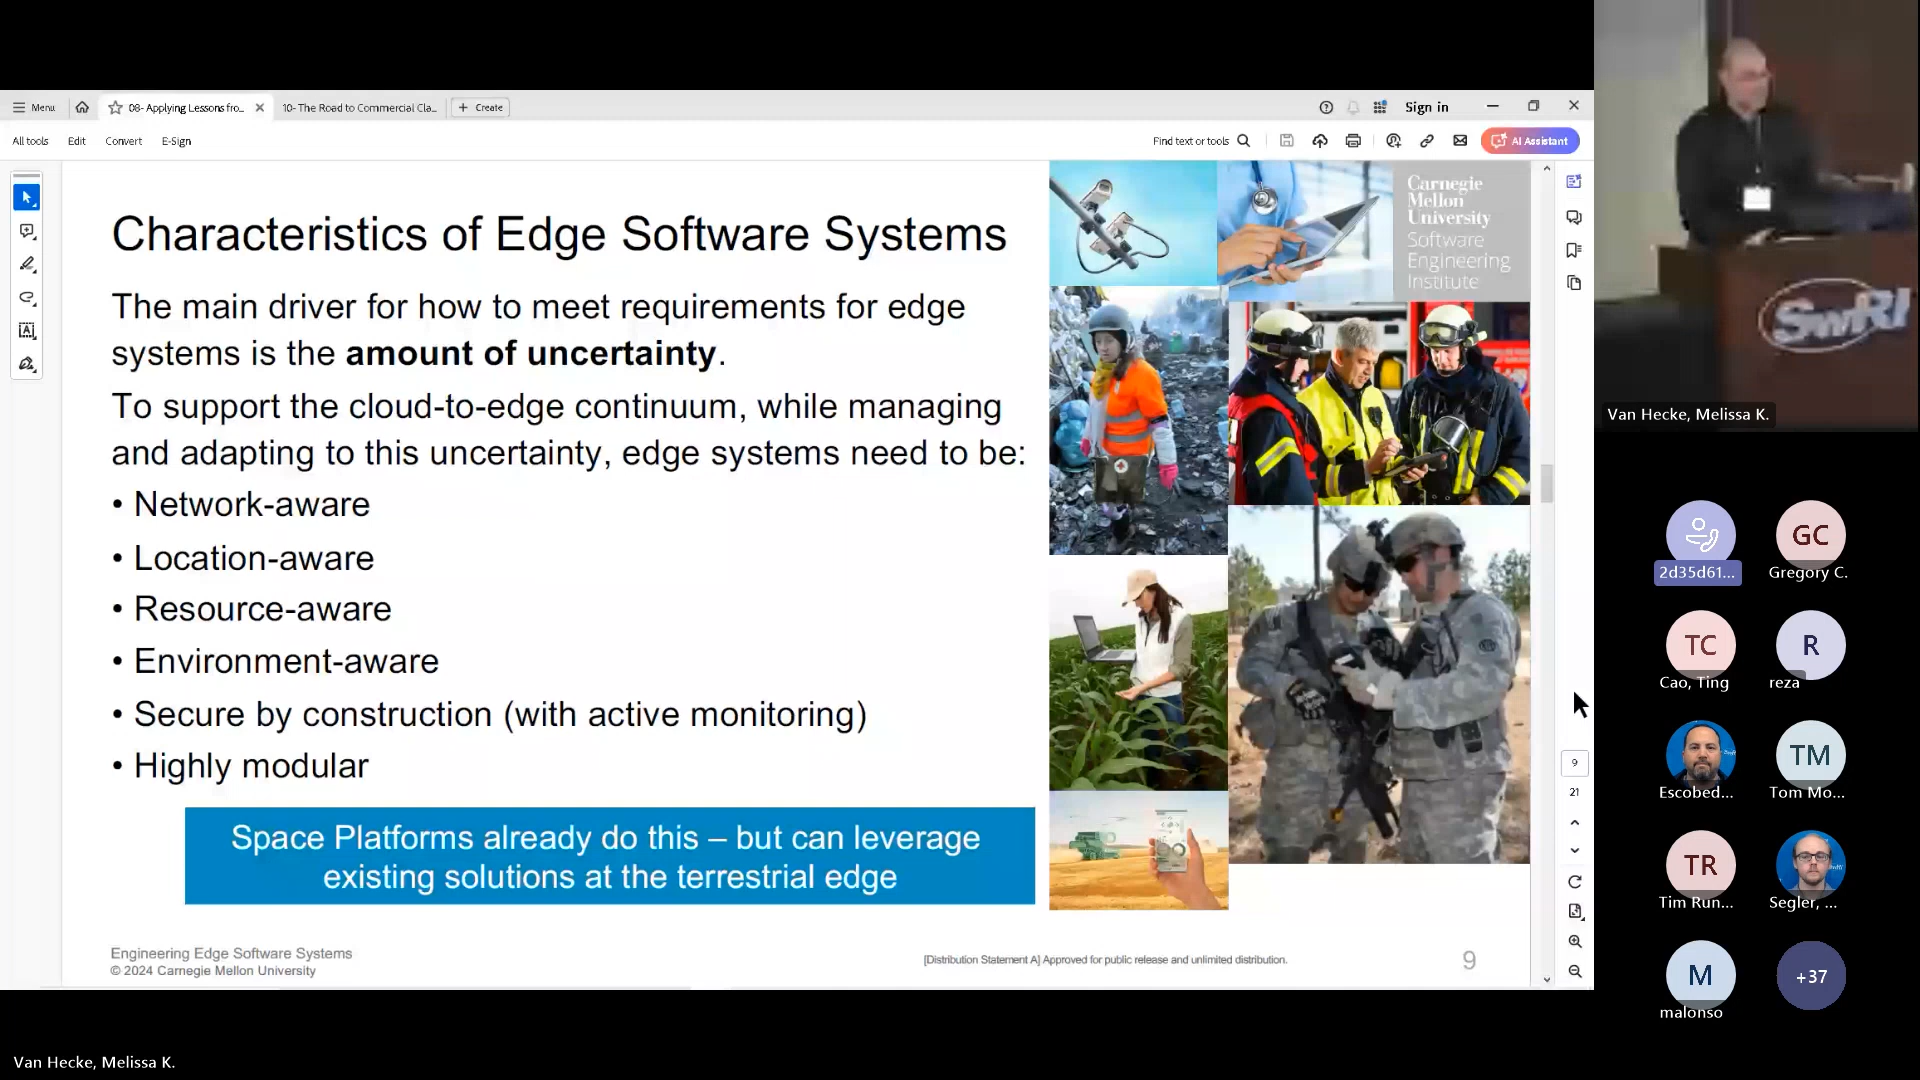 Menu
08- Applying Lessons fro...
10- The Road to Commercial Cla...
+ Create
Sign in
All tools
Edit
Convert
E-Sign
Find text or tools
AI Assistant
Characteristics of Edge Software Systems
The main driver for how to meet requirements for edge
systems is the amount of uncertainty.
To support the cloud-to-edge continuum, while managing
and adapting to this uncertainty, edge systems need to be:
• Network-aware
• Location-aware
• Resource-aware
• Environment-aware
• Secure by construction (with active monitoring)
• Highly modular
Space Platforms already do this – but can leverage
existing solutions at the terrestrial edge
Engineering Edge Software Systems
© 2024 Carnegie Mellon University
[Distribution Statement A] Approved for public release and unlimited distribution.
9
Carnegie
Mellon
University
Software
Engineering
Institute
9
21
SwRI
Van Hecke, Melissa K.
2d35d61...
GC
Gregory C.
TC
Cao, Ting
R
reza
Escobed...
TM
Tom Mo...
TR
Tim Run...
Segler, ...
M
malonso
+37
Van Hecke, Melissa K.